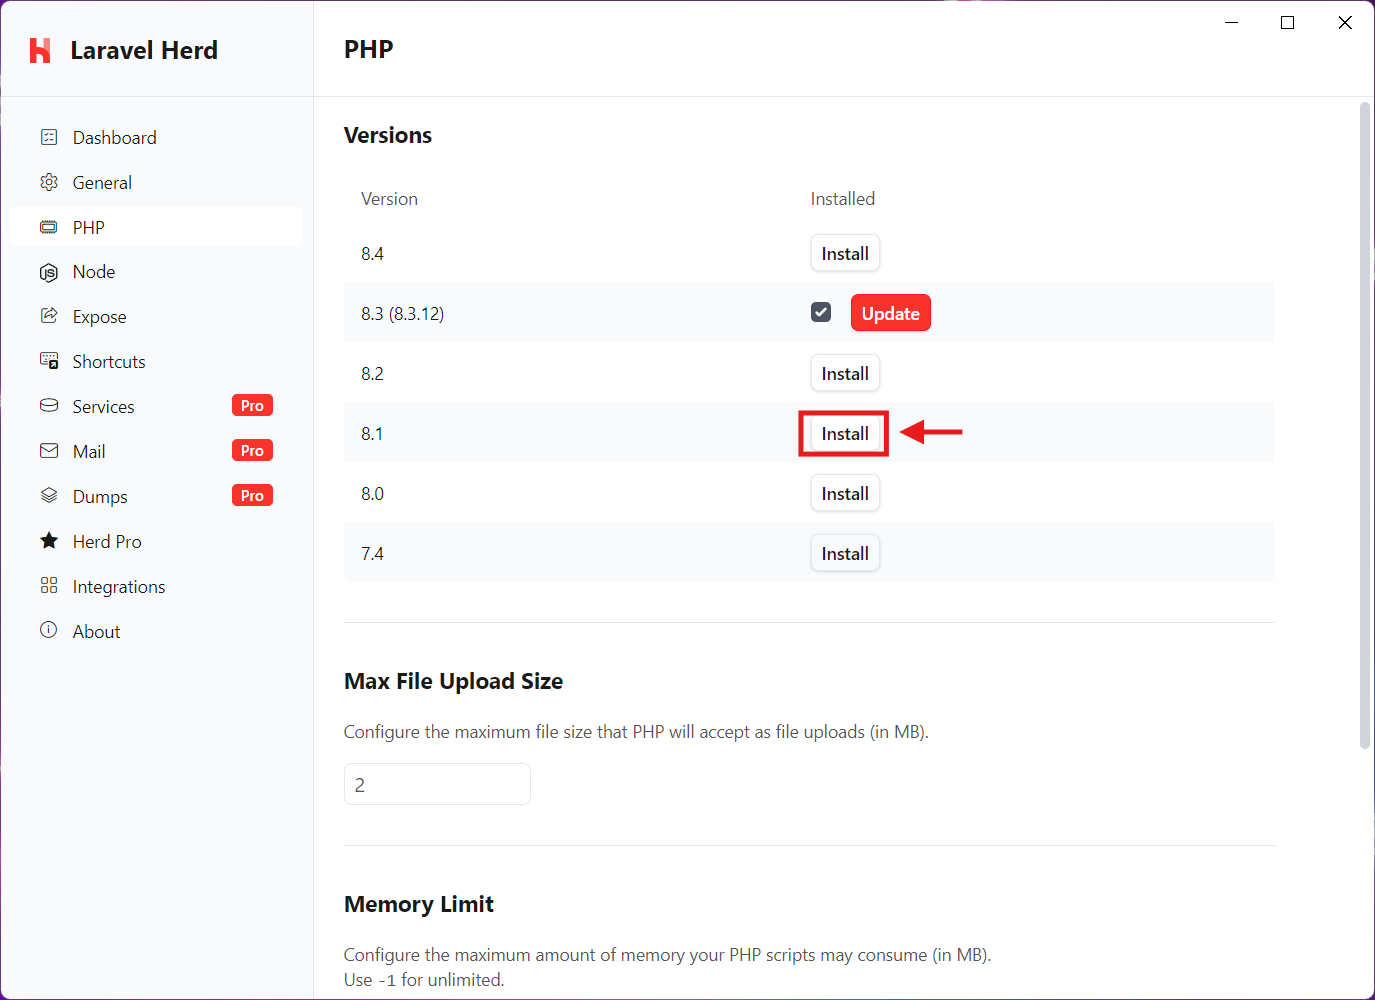 Laravel Herd
PHP
Dashboard
General
PHP
Node
Expose
Shortcuts
Services Pro
Mail Pro
Dumps Pro
Herd Pro
Integrations
About
Versions
Version Installed
8.4 Install
8.3 (8.3.12) Update
8.2 Install
8.1 Install
8.0 Install
7.4 Install
Max File Upload Size
Configure the maximum file size that PHP will accept as file uploads (in MB).
2
Memory Limit
Configure the maximum amount of memory your PHP scripts may consume (in MB).
Use -1 for unlimited.